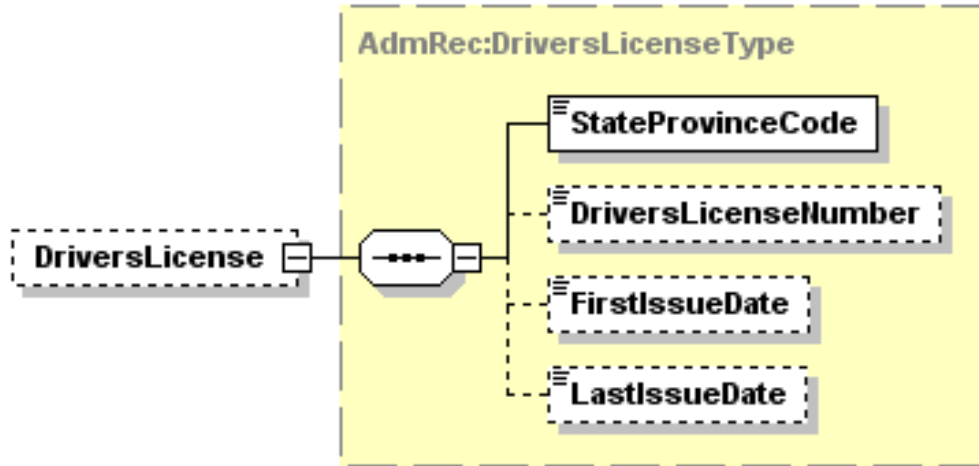 AdmRec:DriversLicenseType
StateProvinceCode
DriversLicenseNumber
DriversLicense
FirstIssueDate
LastIssueDate